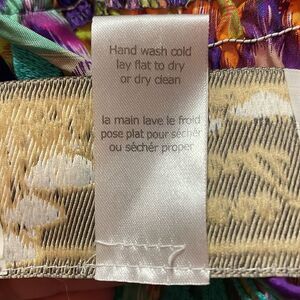 Hand wash cold
lay flat to dry
or dry clean
la main lave le froid
pose plat pour sécher
ou sécher proper